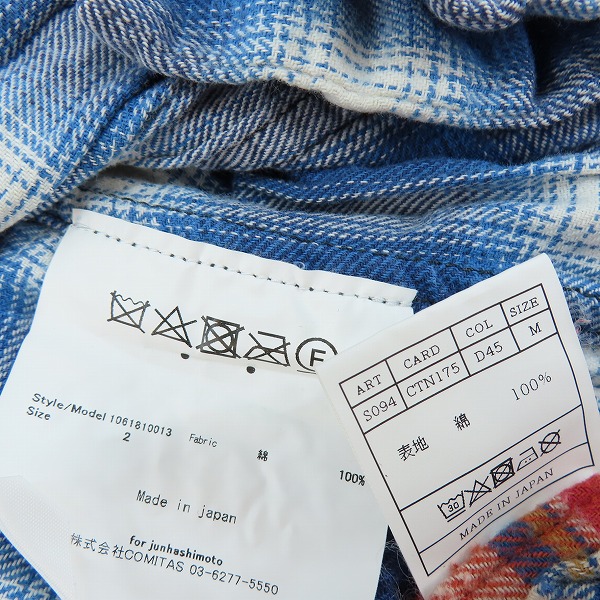 F
Style/Model 1061810013
Size 2
Fabric 綿 100%
Made in japan
for junhashimoto
株式会社COMITAS 03-6277-5550
ART CARD COL SIZE
S094 CTN175 D45 M
表地 綿 100%
30
MADE IN JAPAN